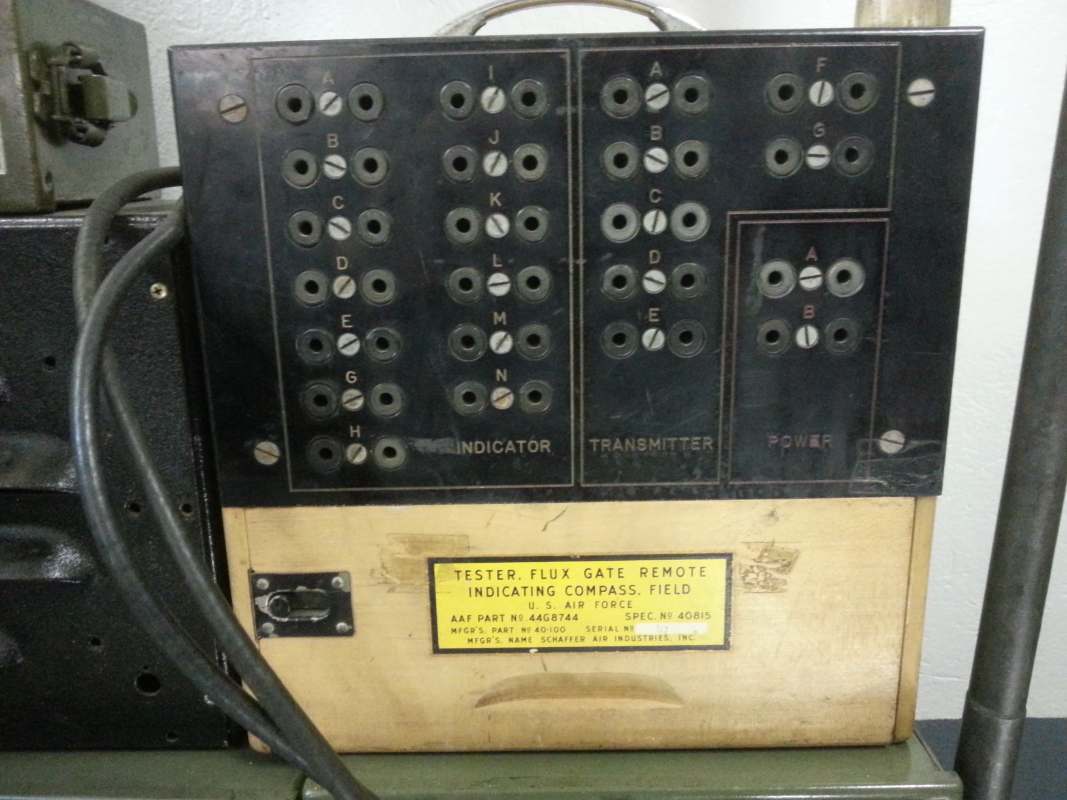 A
B
C
D
E
G
H
I
J
K
L
M
N
INDICATOR
A
B
C
D
E
TRANSMITTER
F
G
A
B
POWER
TESTER, FLUX GATE REMOTE
INDICATING COMPASS, FIELD
U. S. AIR FORCE
AAF PART No. 44G8744 SPEC. No 40815
MFGR'S. PART No 40-100 SERIAL No
MFGR'S. NAME SCHAFFER AIR INDUSTRIES, INC.